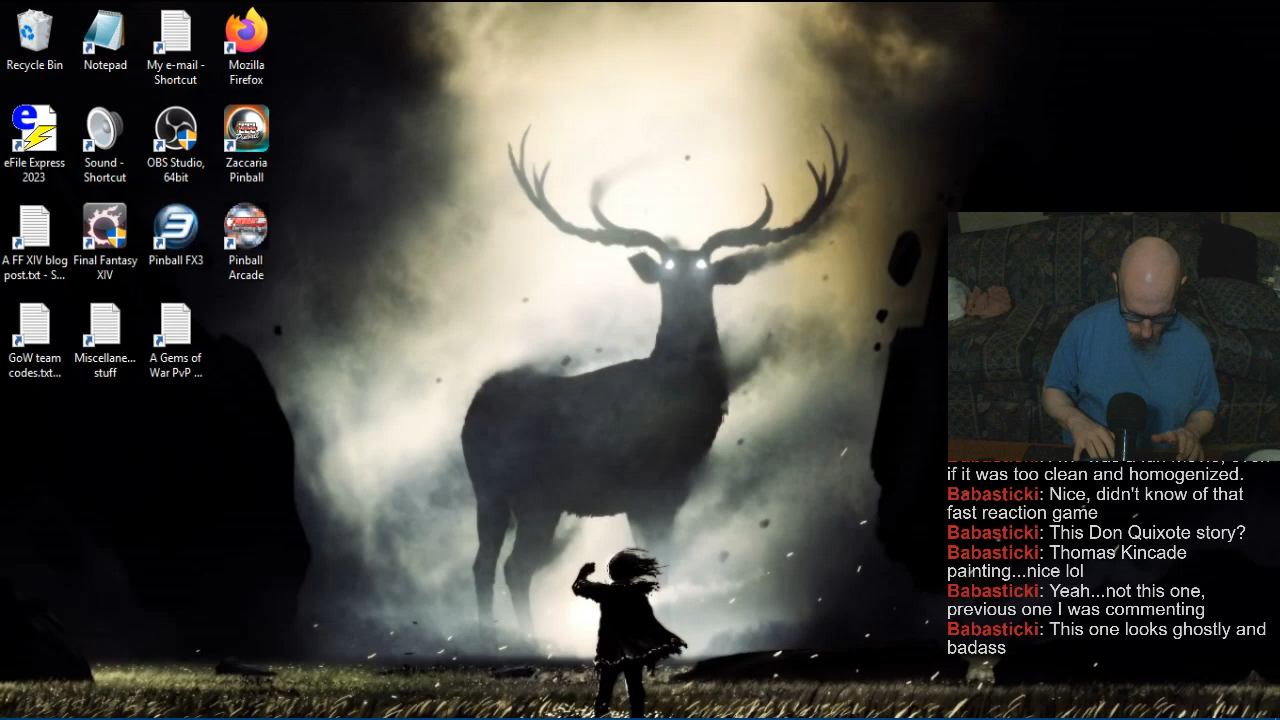 Recycle Bin
Notepad
My e-mail -
Shortcut
Mozilla
Firefox
eFile Express
2023
Sound -
Shortcut
OBS Studio,
64bit
Zaccaria
Pinball
A FF XIV blog
post.txt - S...
Final Fantasy
XIV
Pinball FX3
Pinball
Arcade
GoW team
codes.txt...
Miscellane...
stuff
A Gems of
War PvP ...
if it was too clean and homogenized.
Babasticki: Nice, didn't know of that
fast reaction game
Babasticki: This Don Quixote story?
Babasticki: Thomas Kincade
painting...nice lol
Babasticki: Yeah...not this one,
previous one I was commenting
Babasticki: This one looks ghostly and
badass